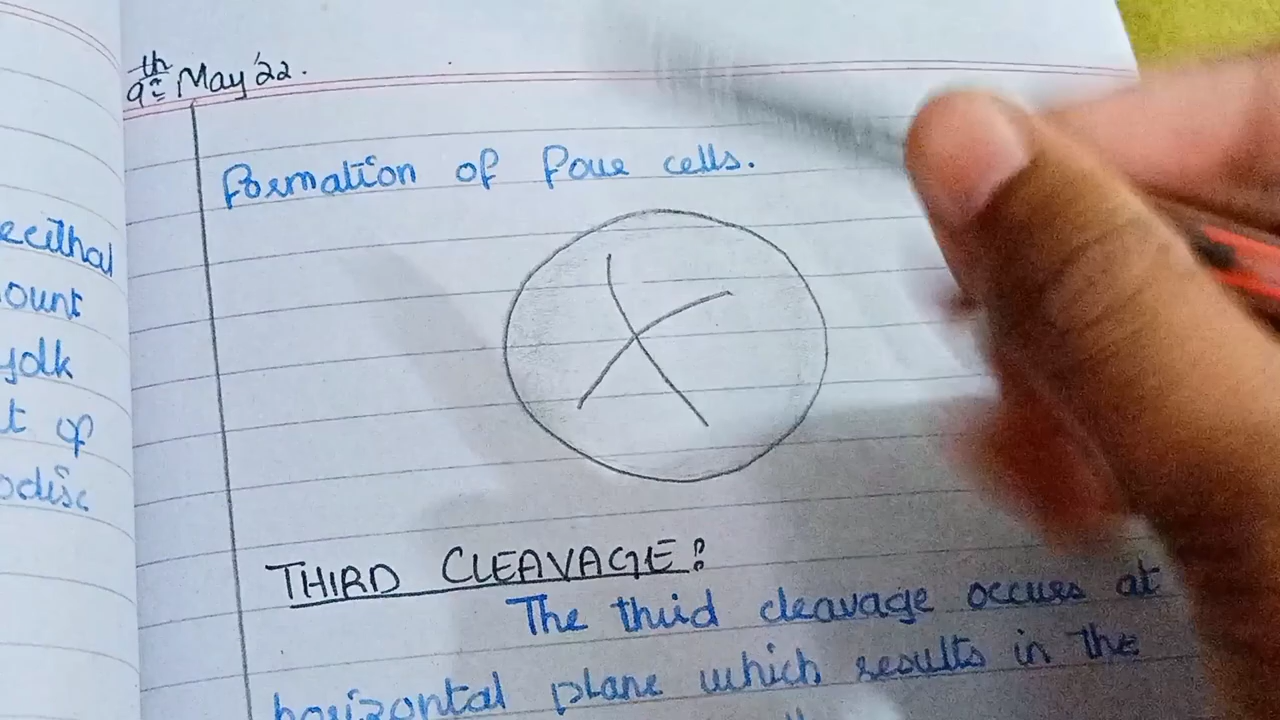 9th May '22.
Formation of four cells.
ecithal
ount
yolk
t of
odisc
THIRD CLEAVAGE:
The third cleavage occurs at
horizontal plane which results in the